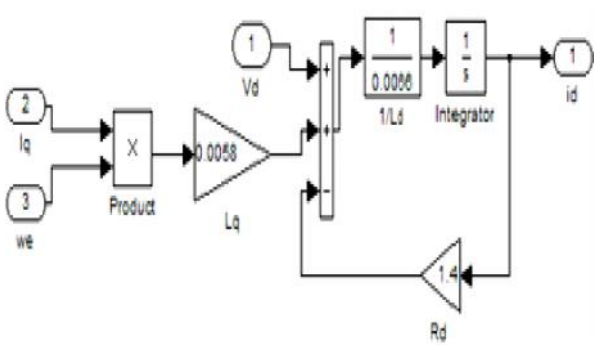 1
Vd
2
Iq
3
we
X
Product
0.0058
Lq
+
+
-
1
0.0066
1/Ld
1
s
Integrator
1
id
1.4
Rd